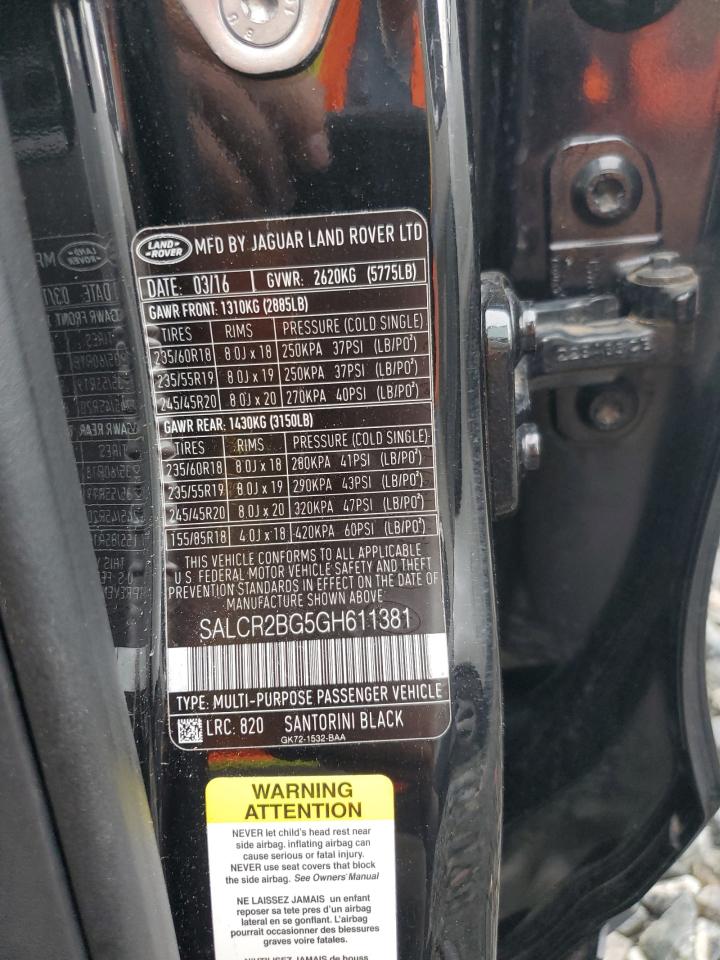 LAND ROVER MFD BY JAGUAR LAND ROVER LTD
DATE: 03/16 GVWR: 2620KG (5775LB)
GAWR FRONT: 1310KG (2885LB)
TIRES RIMS PRESSURE (COLD SINGLE)
235/60R18 8.0J x 18 250KPA 37PSI (LB/PO²)
235/55R19 8.0J x 19 250KPA 37PSI (LB/PO²)
245/45R20 8.0J x 20 270KPA 40PSI (LB/PO²)
GAWR REAR: 1430KG (3150LB)
TIRES RIMS PRESSURE (COLD SINGLE)
235/60R18 8.0J x 18 280KPA 41PSI (LB/PO²)
235/55R19 8.0J x 19 290KPA 43PSI (LB/PO²)
245/45R20 8.0J x 20 320KPA 47PSI (LB/PO²)
155/85R18 4.0J x 18 420KPA 60PSI (LB/PO²)
THIS VEHICLE CONFORMS TO ALL APPLICABLE
U.S. FEDERAL MOTOR VEHICLE SAFETY AND THEFT
PREVENTION STANDARDS IN EFFECT ON THE DATE OF
MANUFACTURE SHOWN ABOVE.
SALCR2BG5GH611381
TYPE: MULTI-PURPOSE PASSENGER VEHICLE
LRC: 820 SANTORINI BLACK
GK72-1532-BAA
WARNING
ATTENTION
NEVER let child's head rest near
side airbag. inflating airbag can
cause serious or fatal injury.
NEVER use seat covers that block
the side airbag. See Owners' Manual
NE LAISSEZ JAMAIS un enfant
reposer sa tete pres d'un airbag
lateral en se gonflant. L'airbag
pourrait occasionner des blessures
graves voire fatales.
N'UTILISEZ JAMAIS de houss